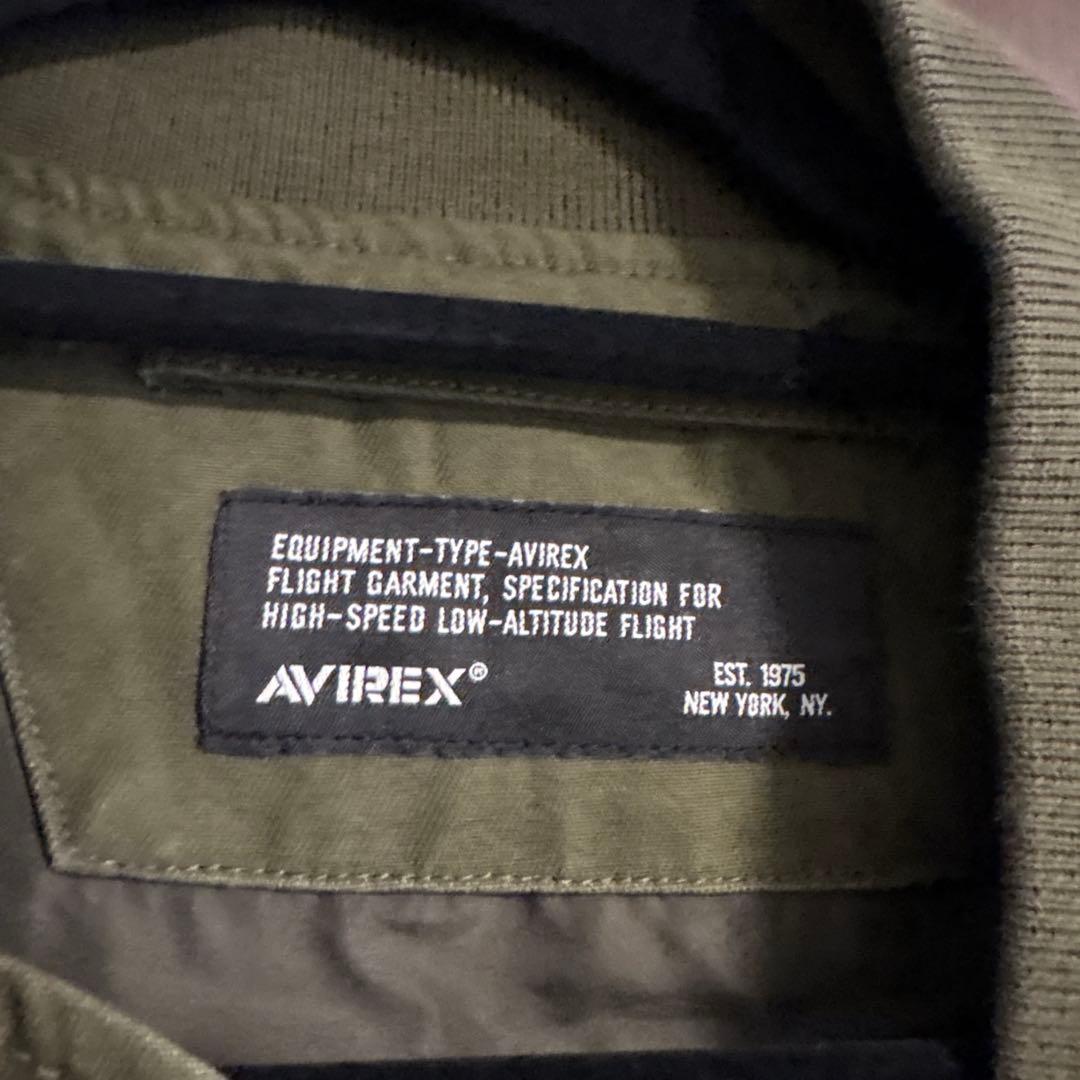 EQUIPMENT-TYPE-AVIREX
FLIGHT GARMENT, SPECIFICATION FOR
HIGH-SPEED LOW-ALTITUDE FLIGHT
AVIREX®
EST. 1975
NEW YORK, NY.